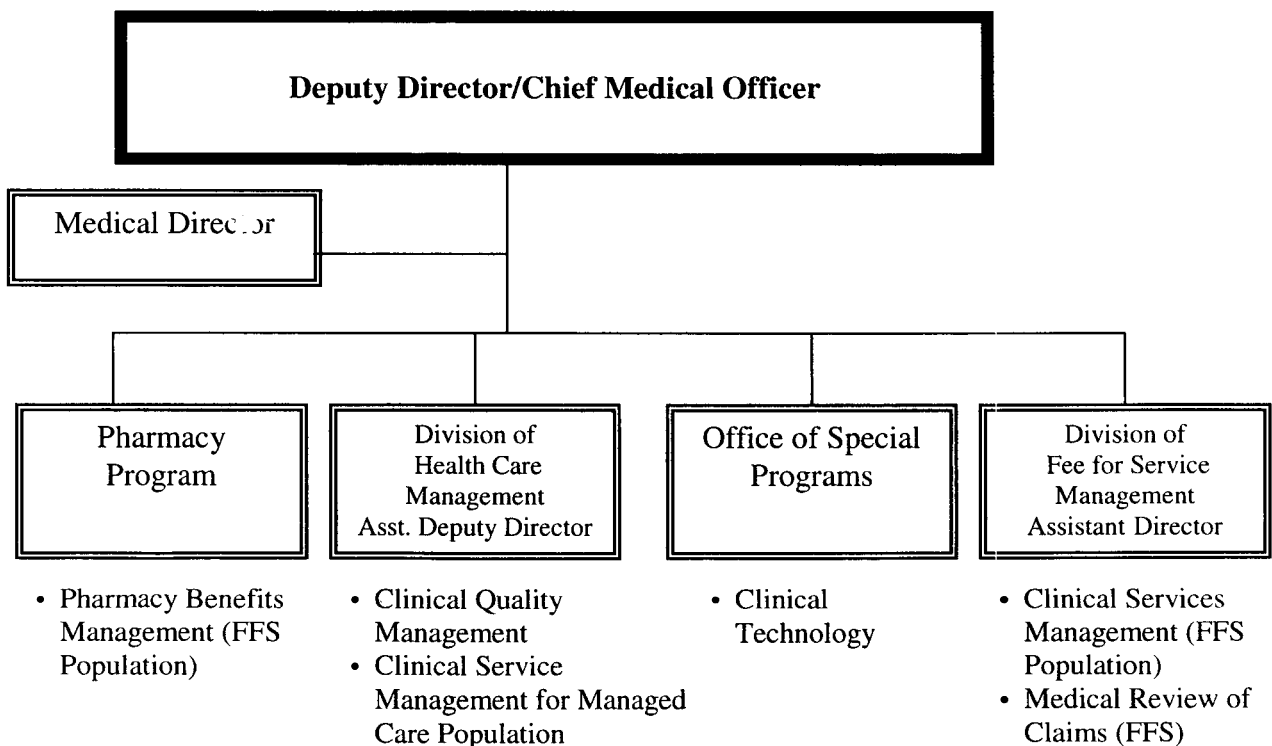 Deputy Director/Chief Medical Officer
Medical
Pharmacy
Program
Division of
Health Care
Management
Asst. Deputy Director
Office of Special
Programs
Division of
Fee for Service
Management
Assistant Director
• Pharmacy Benefits
Management (FFS
Population)
• Clinical Quality
Management
• Clinical Service
Management for Managed
Care Population
• Clinical
Technology
• Clinical Services
Management (FFS
Population)
• Medical Review of
Claims (FFS)